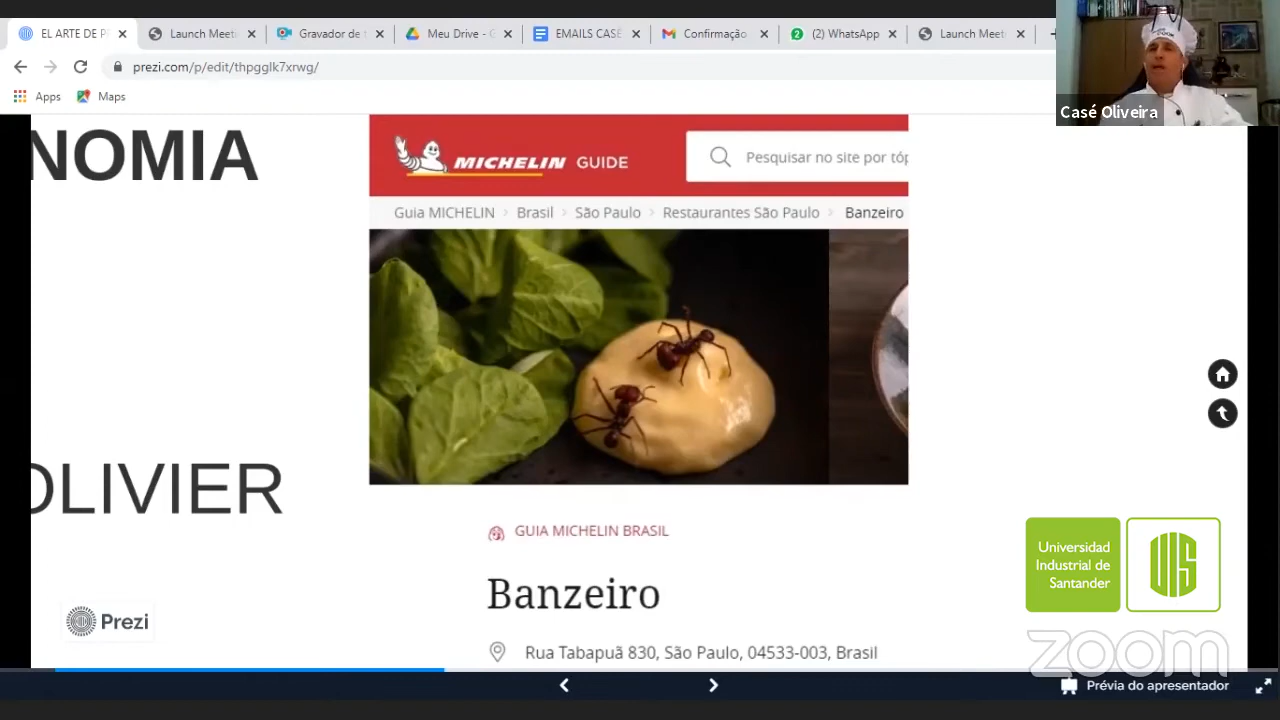 EL ARTE DE P
Launch Meeti
Gravador de t
Meu Drive - G
EMAILS CASÉ
Confirmação
(2) WhatsApp
Launch Meeti
prezi.com/p/edit/thpgglk7xrwg/
Apps
Maps
Casé Oliveira
NOMIA
MICHELIN GUIDE
Pesquisar no site por tóp
Guia MICHELIN > Brasil > São Paulo > Restaurantes São Paulo > Banzeiro
OLIVIER
GUIA MICHELIN BRASIL
Banzeiro
Rua Tabapuã 830, São Paulo, 04533-003, Brasil
Prezi
Universidad
Industrial de
Santander
UIS
zoom
Prévia do apresentador